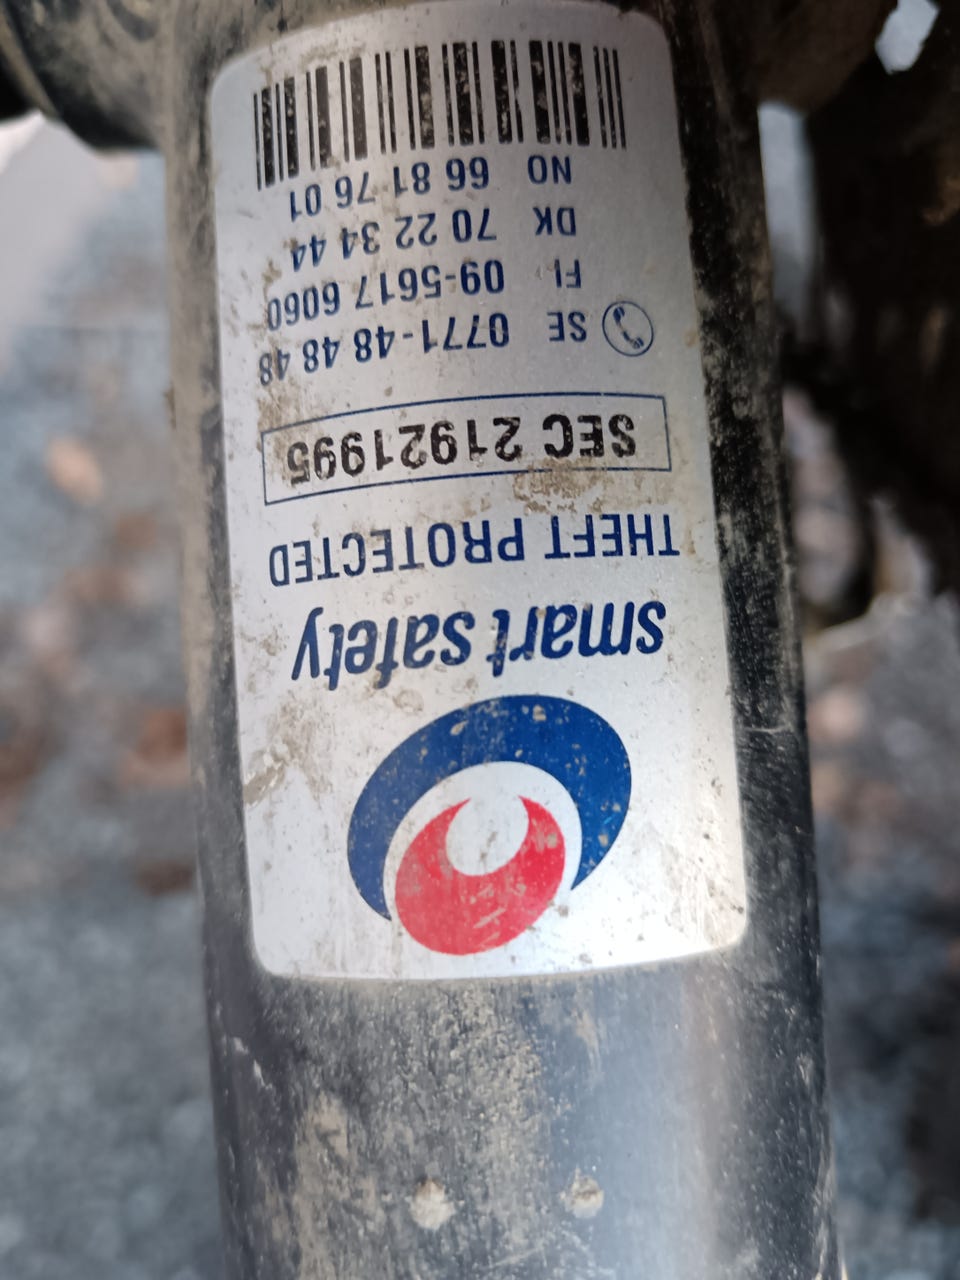 smart safety
THEFT PROTECTED
SEC 21921995
SE 0771-48 48 48
FI 09-5617 6060
DK 70 22 34 44
NO 66 81 76 01